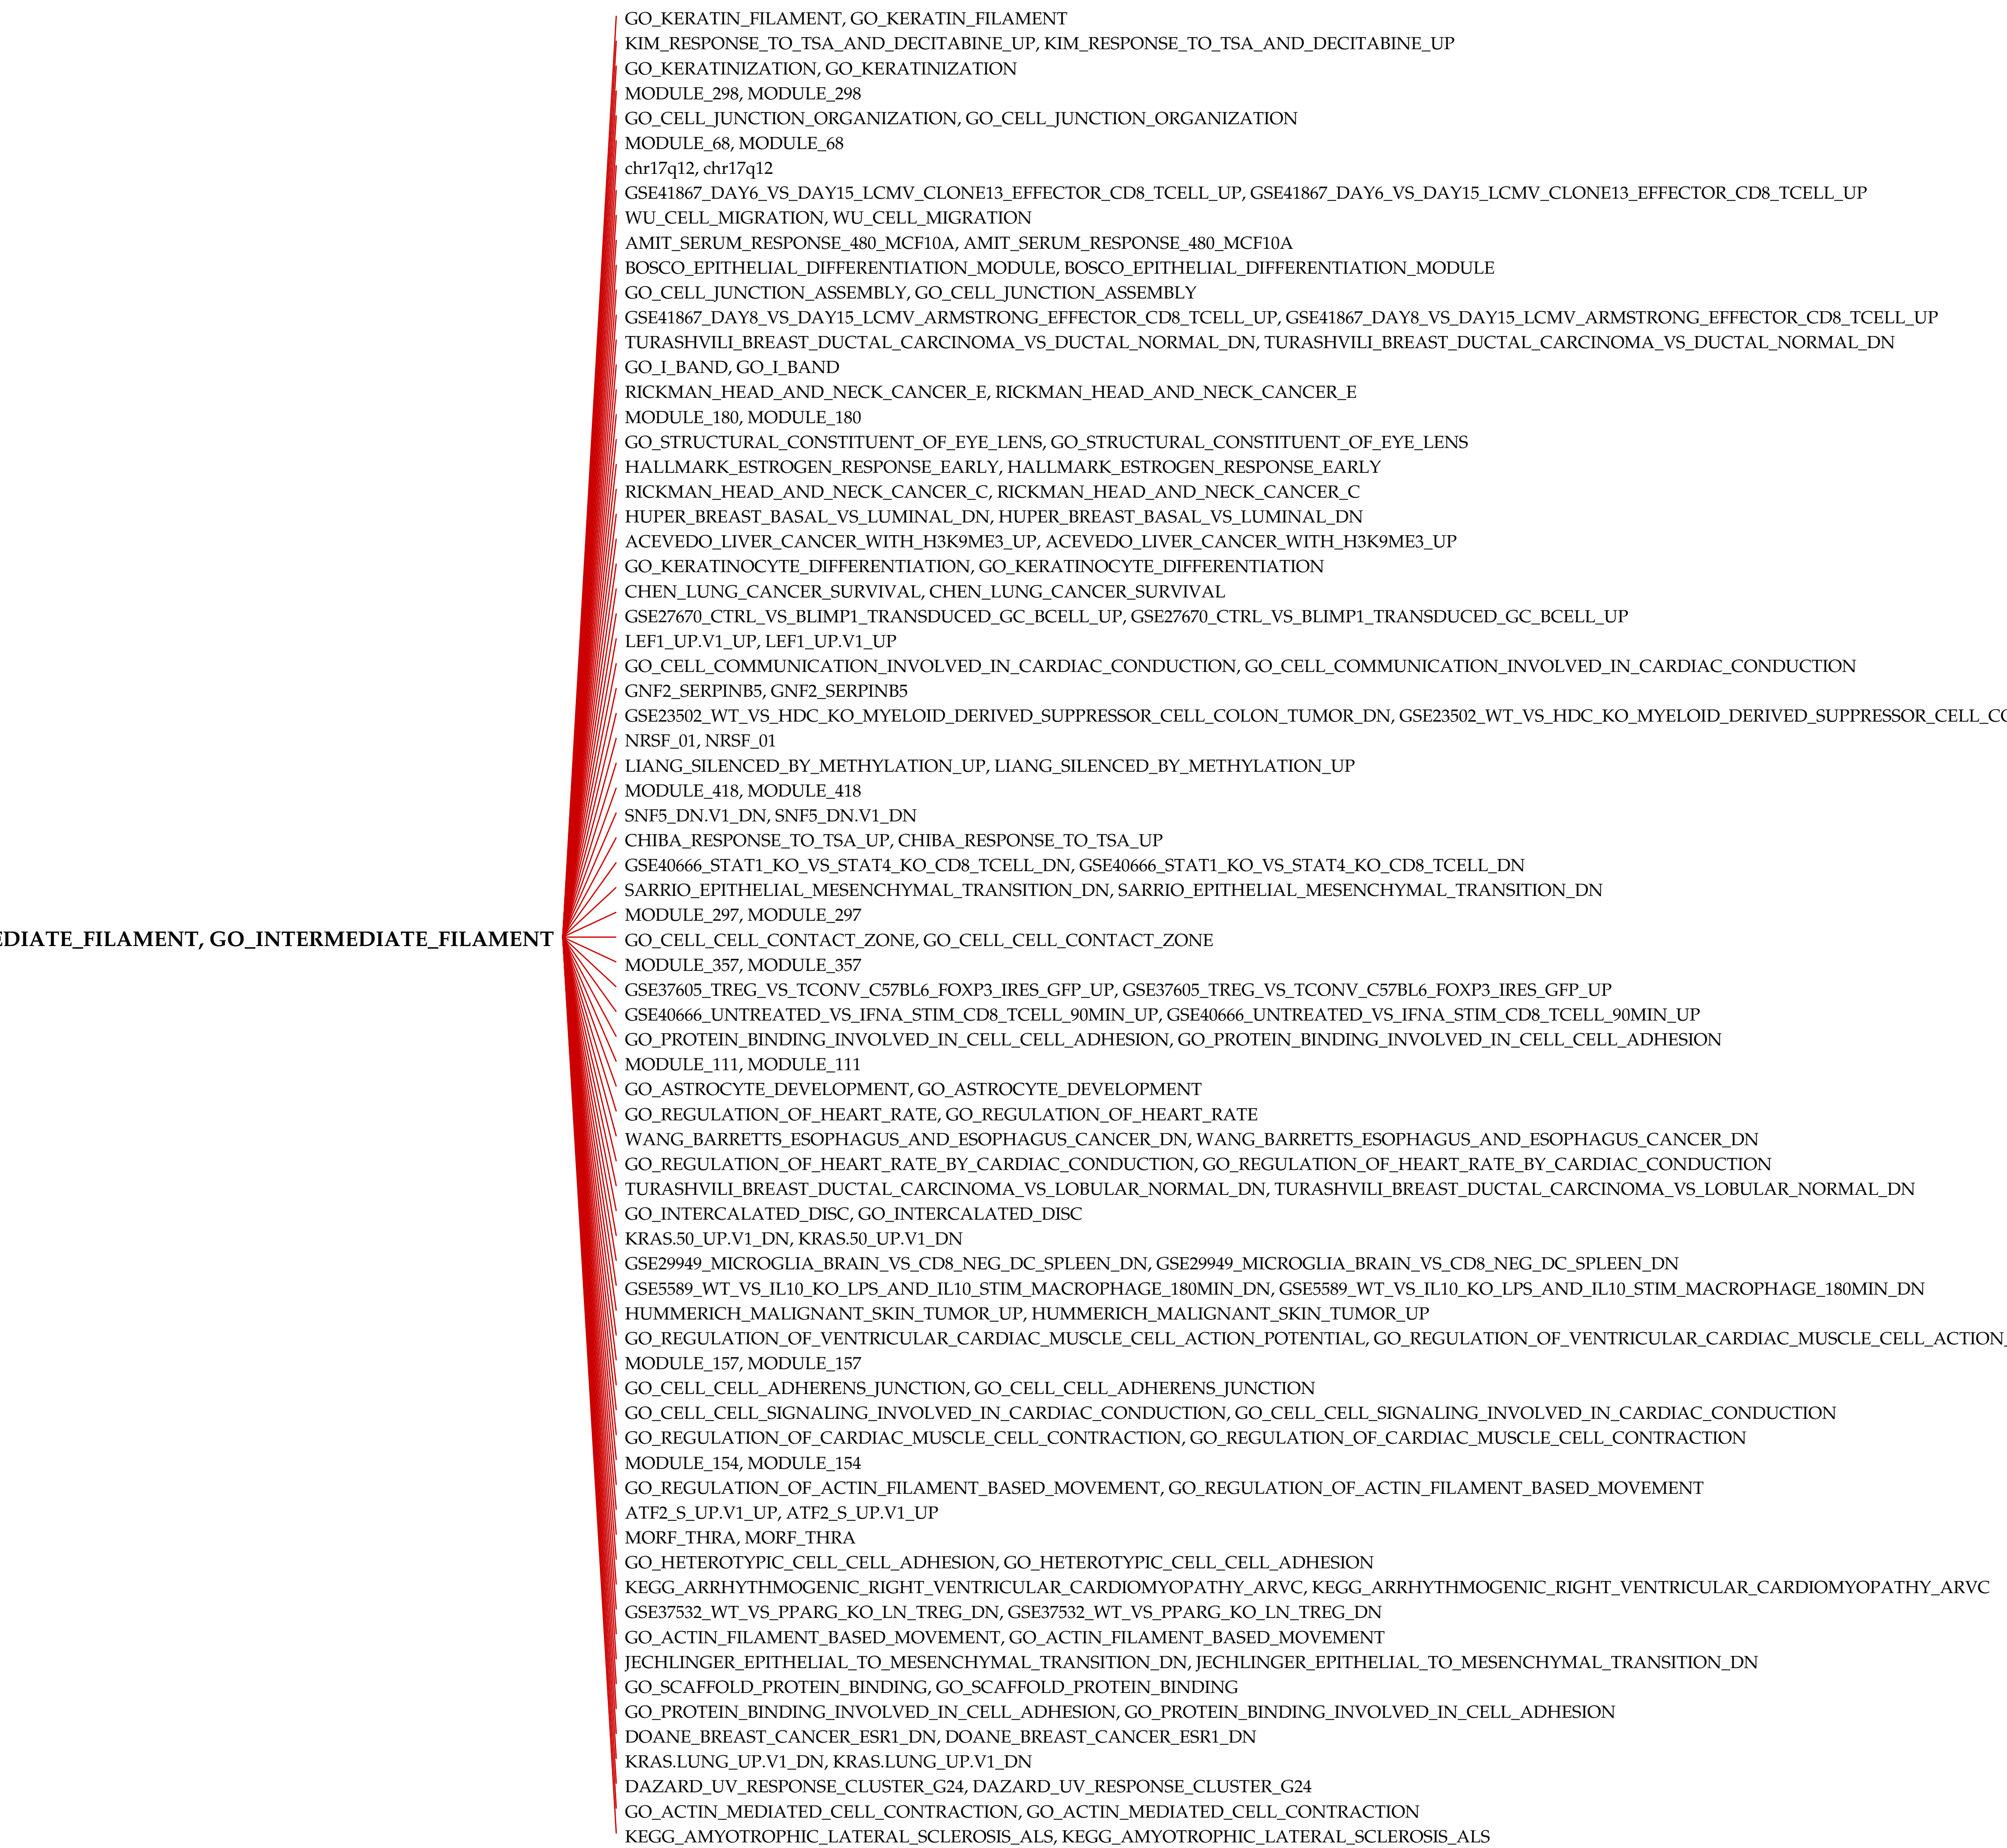 GO_KERATIN_FILAMENT, GO_KERATIN_FILAMENT
KIM_RESPONSE_TO_TSA_AND_DECITABINE_UP, KIM_RESPONSE_TO_TSA_AND_DECITABINE_UP
GO_KERATINIZATION, GO_KERATINIZATION
MODULE_298, MODULE_298
GO_CELL_JUNCTION_ORGANIZATION, GO_CELL_JUNCTION_ORGANIZATION
MODULE_68, MODULE_68
chr17q12, chr17q12
GSE41867_DAY6_VS_DAY15_LCMV_CLONE13_EFFECTOR_CD8_TCELL_UP, GSE41867_DAY6_VS_DAY15_LCMV_CLONE13_EFFECTOR_CD8_TCELL_UP
WU_CELL_MIGRATION, WU_CELL_MIGRATION
AMIT_SERUM_RESPONSE_480_MCF10A, AMIT_SERUM_RESPONSE_480_MCF10A
BOSCO_EPITHELIAL_DIFFERENTIATION_MODULE, BOSCO_EPITHELIAL_DIFFERENTIATION_MODULE
GO_CELL_JUNCTION_ASSEMBLY, GO_CELL_JUNCTION_ASSEMBLY
GSE41867_DAY8_VS_DAY15_LCMV_ARMSTRONG_EFFECTOR_CD8_TCELL_UP, GSE41867_DAY8_VS_DAY15_LCMV_ARMSTRONG_EFFECTOR_CD8_TCELL_UP
TURASHVILI_BREAST_DUCTAL_CARCINOMA_VS_DUCTAL_NORMAL_DN, TURASHVILI_BREAST_DUCTAL_CARCINOMA_VS_DUCTAL_NORMAL_DN
GO_I_BAND, GO_I_BAND
RICKMAN_HEAD_AND_NECK_CANCER_E, RICKMAN_HEAD_AND_NECK_CANCER_E
MODULE_180, MODULE_180
GO_STRUCTURAL_CONSTITUENT_OF_EYE_LENS, GO_STRUCTURAL_CONSTITUENT_OF_EYE_LENS
HALLMARK_ESTROGEN_RESPONSE_EARLY, HALLMARK_ESTROGEN_RESPONSE_EARLY
RICKMAN_HEAD_AND_NECK_CANCER_C, RICKMAN_HEAD_AND_NECK_CANCER_C
HUPER_BREAST_BASAL_VS_LUMINAL_DN, HUPER_BREAST_BASAL_VS_LUMINAL_DN
ACEVEDO_LIVER_CANCER_WITH_H3K9ME3_UP, ACEVEDO_LIVER_CANCER_WITH_H3K9ME3_UP
GO_KERATINOCYTE_DIFFERENTIATION, GO_KERATINOCYTE_DIFFERENTIATION
CHEN_LUNG_CANCER_SURVIVAL, CHEN_LUNG_CANCER_SURVIVAL
GSE27670_CTRL_VS_BLIMP1_TRANSDUCED_GC_BCELL_UP, GSE27670_CTRL_VS_BLIMP1_TRANSDUCED_GC_BCELL_UP
LEF1_UP.V1_UP, LEF1_UP.V1_UP
GO_CELL_COMMUNICATION_INVOLVED_IN_CARDIAC_CONDUCTION, GO_CELL_COMMUNICATION_INVOLVED_IN_CARDIAC_CONDUCTION
GNF2_SERPINB5, GNF2_SERPINB5
GSE23502_WT_VS_HDC_KO_MYELOID_DERIVED_SUPPRESSOR_CELL_COLON_TUMOR_DN, GSE23502_WT_VS_HDC_KO_MYELOID_DERIVED_SUPPRESSOR_CELL_CO
NRSF_01, NRSF_01
LIANG_SILENCED_BY_METHYLATION_UP, LIANG_SILENCED_BY_METHYLATION_UP
MODULE_418, MODULE_418
SNF5_DN.V1_DN, SNF5_DN.V1_DN
CHIBA_RESPONSE_TO_TSA_UP, CHIBA_RESPONSE_TO_TSA_UP
GSE40666_STAT1_KO_VS_STAT4_KO_CD8_TCELL_DN, GSE40666_STAT1_KO_VS_STAT4_KO_CD8_TCELL_DN
SARRIO_EPITHELIAL_MESENCHYMAL_TRANSITION_DN, SARRIO_EPITHELIAL_MESENCHYMAL_TRANSITION_DN
MODULE_297, MODULE_297
EDIATE_FILAMENT, GO_INTERMEDIATE_FILAMENT
GO_CELL_CELL_CONTACT_ZONE, GO_CELL_CELL_CONTACT_ZONE
MODULE_357, MODULE_357
GSE37605_TREG_VS_TCONV_C57BL6_FOXP3_IRES_GFP_UP, GSE37605_TREG_VS_TCONV_C57BL6_FOXP3_IRES_GFP_UP
GSE40666_UNTREATED_VS_IFNA_STIM_CD8_TCELL_90MIN_UP, GSE40666_UNTREATED_VS_IFNA_STIM_CD8_TCELL_90MIN_UP
GO_PROTEIN_BINDING_INVOLVED_IN_CELL_CELL_ADHESION, GO_PROTEIN_BINDING_INVOLVED_IN_CELL_CELL_ADHESION
MODULE_111, MODULE_111
GO_ASTROCYTE_DEVELOPMENT, GO_ASTROCYTE_DEVELOPMENT
GO_REGULATION_OF_HEART_RATE, GO_REGULATION_OF_HEART_RATE
WANG_BARRETTS_ESOPHAGUS_AND_ESOPHAGUS_CANCER_DN, WANG_BARRETTS_ESOPHAGUS_AND_ESOPHAGUS_CANCER_DN
GO_REGULATION_OF_HEART_RATE_BY_CARDIAC_CONDUCTION, GO_REGULATION_OF_HEART_RATE_BY_CARDIAC_CONDUCTION
TURASHVILI_BREAST_DUCTAL_CARCINOMA_VS_LOBULAR_NORMAL_DN, TURASHVILI_BREAST_DUCTAL_CARCINOMA_VS_LOBULAR_NORMAL_DN
GO_INTERCALATED_DISC, GO_INTERCALATED_DISC
KRAS.50_UP.V1_DN, KRAS.50_UP.V1_DN
GSE29949_MICROGLIA_BRAIN_VS_CD8_NEG_DC_SPLEEN_DN, GSE29949_MICROGLIA_BRAIN_VS_CD8_NEG_DC_SPLEEN_DN
GSE5589_WT_VS_IL10_KO_LPS_AND_IL10_STIM_MACROPHAGE_180MIN_DN, GSE5589_WT_VS_IL10_KO_LPS_AND_IL10_STIM_MACROPHAGE_180MIN_DN
HUMMERICH_MALIGNANT_SKIN_TUMOR_UP, HUMMERICH_MALIGNANT_SKIN_TUMOR_UP
GO_REGULATION_OF_VENTRICULAR_CARDIAC_MUSCLE_CELL_ACTION_POTENTIAL, GO_REGULATION_OF_VENTRICULAR_CARDIAC_MUSCLE_CELL_ACTION_
MODULE_157, MODULE_157
GO_CELL_CELL_ADHERENS_JUNCTION, GO_CELL_CELL_ADHERENS_JUNCTION
GO_CELL_CELL_SIGNALING_INVOLVED_IN_CARDIAC_CONDUCTION, GO_CELL_CELL_SIGNALING_INVOLVED_IN_CARDIAC_CONDUCTION
GO_REGULATION_OF_CARDIAC_MUSCLE_CELL_CONTRACTION, GO_REGULATION_OF_CARDIAC_MUSCLE_CELL_CONTRACTION
MODULE_154, MODULE_154
GO_REGULATION_OF_ACTIN_FILAMENT_BASED_MOVEMENT, GO_REGULATION_OF_ACTIN_FILAMENT_BASED_MOVEMENT
ATF2_S_UP.V1_UP, ATF2_S_UP.V1_UP
MORF_THRA, MORF_THRA
GO_HETEROTYPIC_CELL_CELL_ADHESION, GO_HETEROTYPIC_CELL_CELL_ADHESION
KEGG_ARRHYTHMOGENIC_RIGHT_VENTRICULAR_CARDIOMYOPATHY_ARVC, KEGG_ARRHYTHMOGENIC_RIGHT_VENTRICULAR_CARDIOMYOPATHY_ARVC
GSE37532_WT_VS_PPARG_KO_LN_TREG_DN, GSE37532_WT_VS_PPARG_KO_LN_TREG_DN
GO_ACTIN_FILAMENT_BASED_MOVEMENT, GO_ACTIN_FILAMENT_BASED_MOVEMENT
JECHLINGER_EPITHELIAL_TO_MESENCHYMAL_TRANSITION_DN, JECHLINGER_EPITHELIAL_TO_MESENCHYMAL_TRANSITION_DN
GO_SCAFFOLD_PROTEIN_BINDING, GO_SCAFFOLD_PROTEIN_BINDING
GO_PROTEIN_BINDING_INVOLVED_IN_CELL_ADHESION, GO_PROTEIN_BINDING_INVOLVED_IN_CELL_ADHESION
DOANE_BREAST_CANCER_ESR1_DN, DOANE_BREAST_CANCER_ESR1_DN
KRAS.LUNG_UP.V1_DN, KRAS.LUNG_UP.V1_DN
DAZARD_UV_RESPONSE_CLUSTER_G24, DAZARD_UV_RESPONSE_CLUSTER_G24
GO_ACTIN_MEDIATED_CELL_CONTRACTION, GO_ACTIN_MEDIATED_CELL_CONTRACTION
KEGG_AMYOTROPHIC_LATERAL_SCLEROSIS_ALS, KEGG_AMYOTROPHIC_LATERAL_SCLEROSIS_ALS